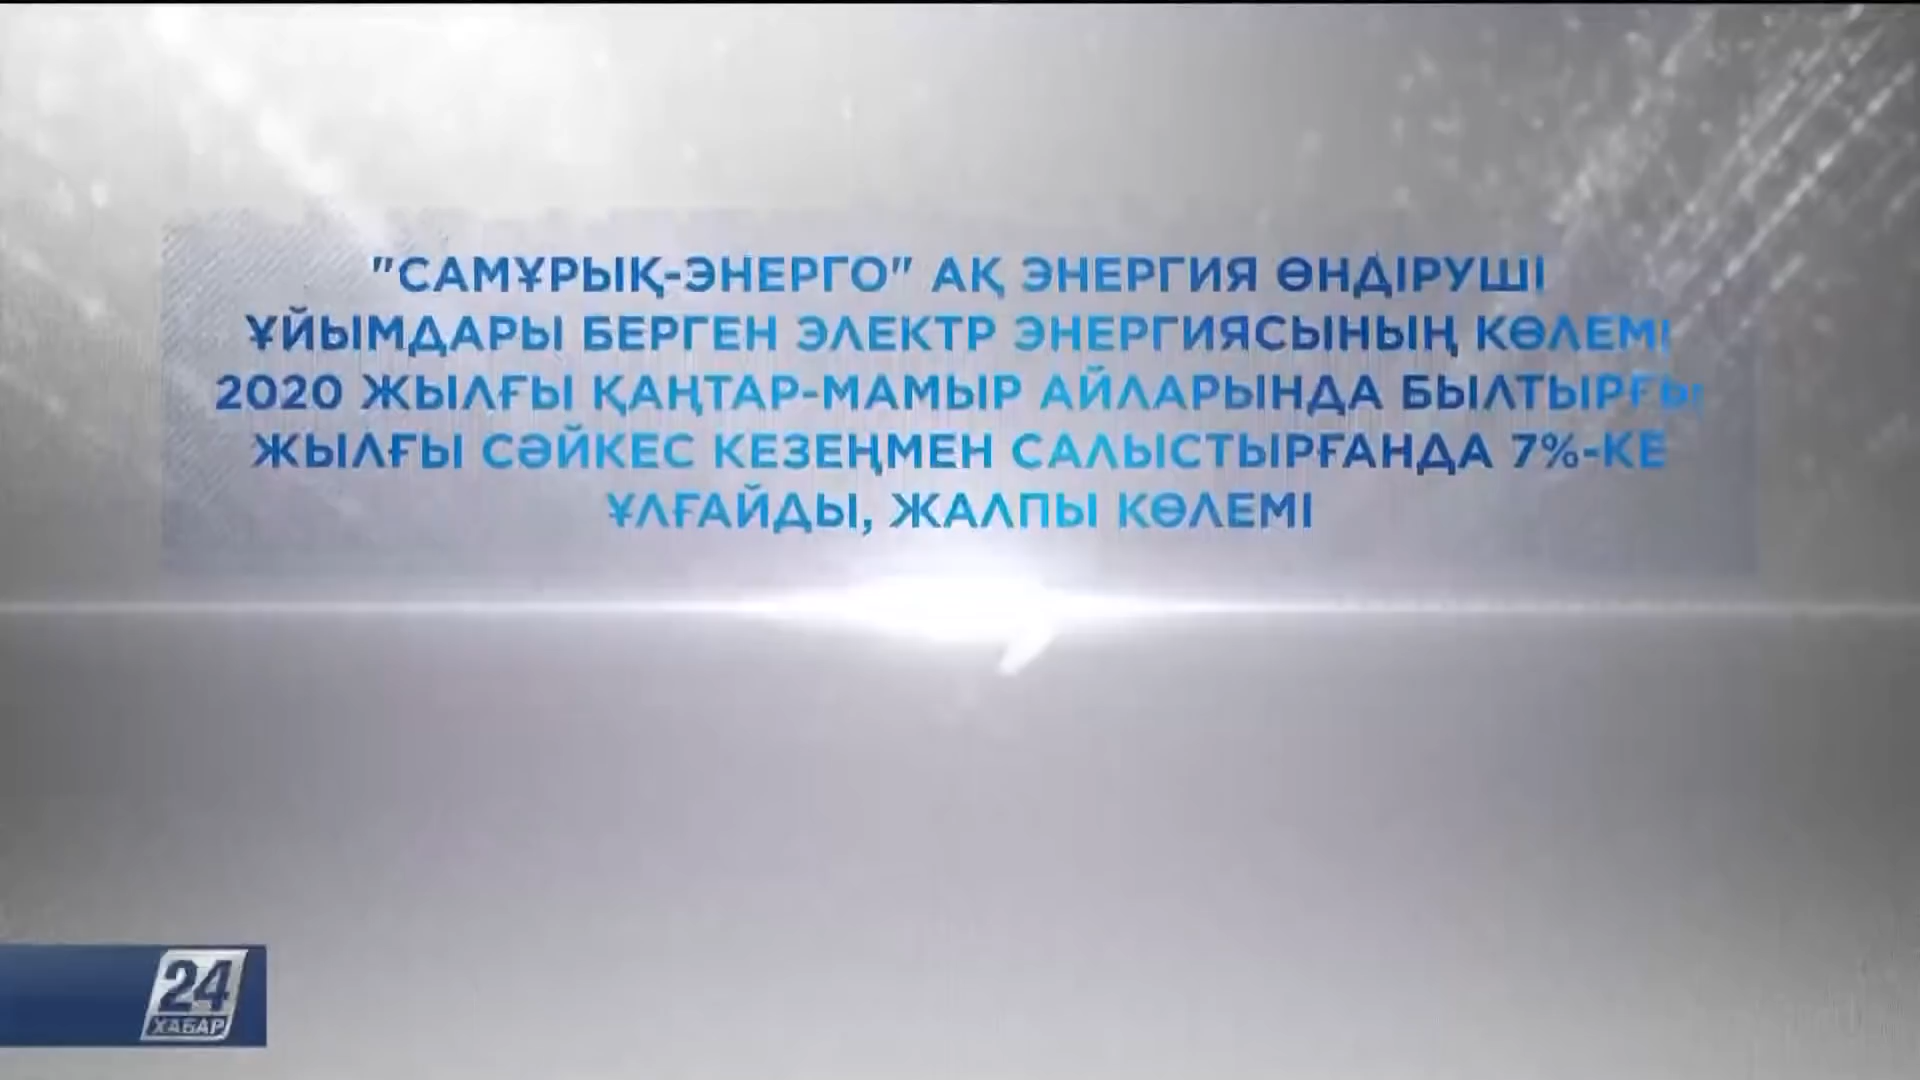 "САМҰРЫҚ-ЭНЕРГО" АҚ ЭНЕРГИЯ ӨНДІРУШІ
ҰЙЫМДАРЫ БЕРГЕН ЭЛЕКТР ЭНЕРГИЯСЫНЫҢ КӨЛЕМІ
2020 ЖЫЛҒЫ ҚАҢТАР-МАМЫР АЙЛАРЫНДА БЫЛТЫРҒЫ
ЖЫЛҒЫ СӘЙКЕС КЕЗЕҢМЕН САЛЫСТЫРҒАНДА 7%-КЕ
ҰЛҒАЙДЫ, ЖАЛПЫ КӨЛЕМІ
24
ХАБАР